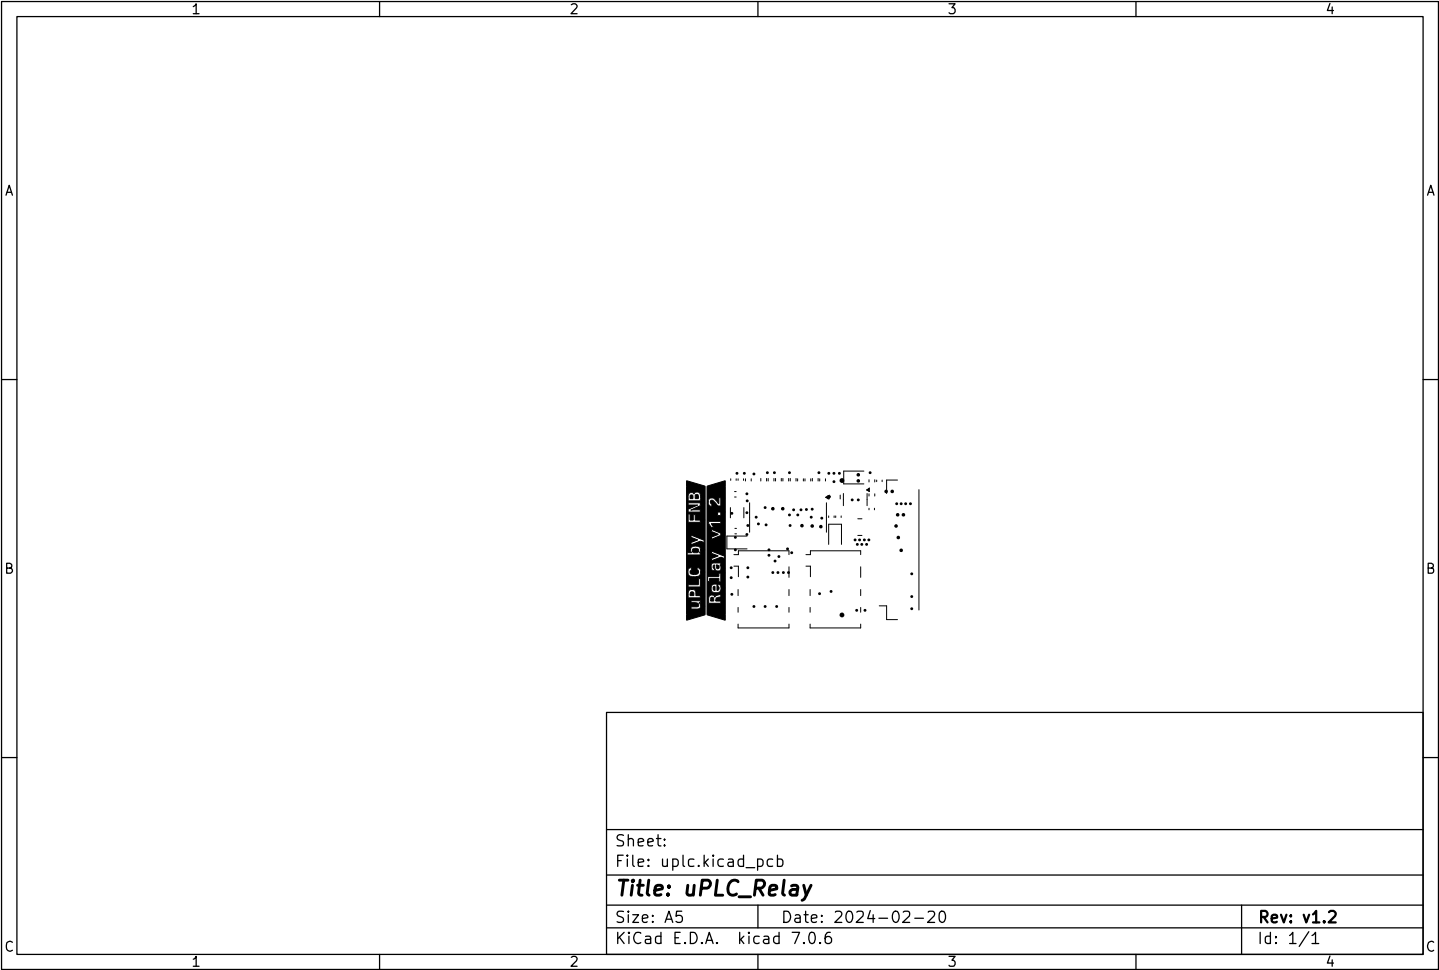 1 2 3 4
A A
uPLC by FNB
Relay v1.2
B B
Sheet:
File: uplc.kicad_pcb
Title: uPLC_Relay
Size: A5 Date: 2024-02-20 Rev: v1.2
KiCad E.D.A. kicad 7.0.6 Id: 1/1
C C
1 2 3 4